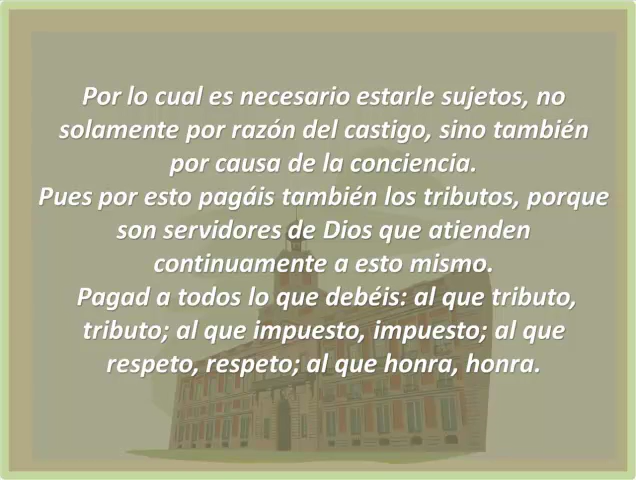 Por lo cual es necesario estarle sujetos, no
solamente por razón del castigo, sino también
por causa de la conciencia.
Pues por esto pagáis también los tributos, porque
son servidores de Dios que atienden
continuamente a esto mismo.
Pagad a todos lo que debéis: al que tributo,
tributo; al que impuesto, impuesto; al que
respeto, respeto; al que honra, honra.